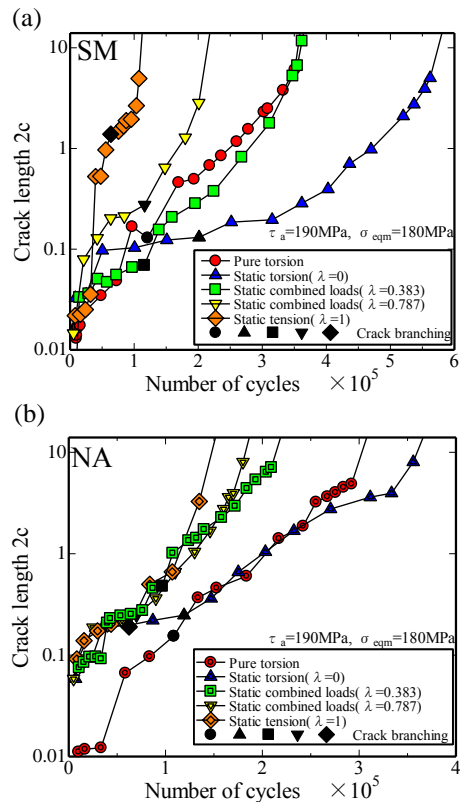 (a)
SM
10
1
0.1
0.01
Crack length 2c
τa=190MPa, σeqm=180MPa
Pure torsion
Static torsion(λ=0)
Static combined loads(λ=0.383)
Static combined loads(λ=0.787)
Static tension(λ=1)
Crack branching
0 1 2 3 4 5 6
Number of cycles ×10⁵
(b)
NA
10
1
0.1
0.01
Crack length 2c
τa=190MPa, σeqm=180MPa
Pure torsion
Static torsion(λ=0)
Static combined loads(λ=0.383)
Static combined loads(λ=0.787)
Static tension(λ=1)
Crack branching
0 1 2 3 4
Number of cycles ×10⁵